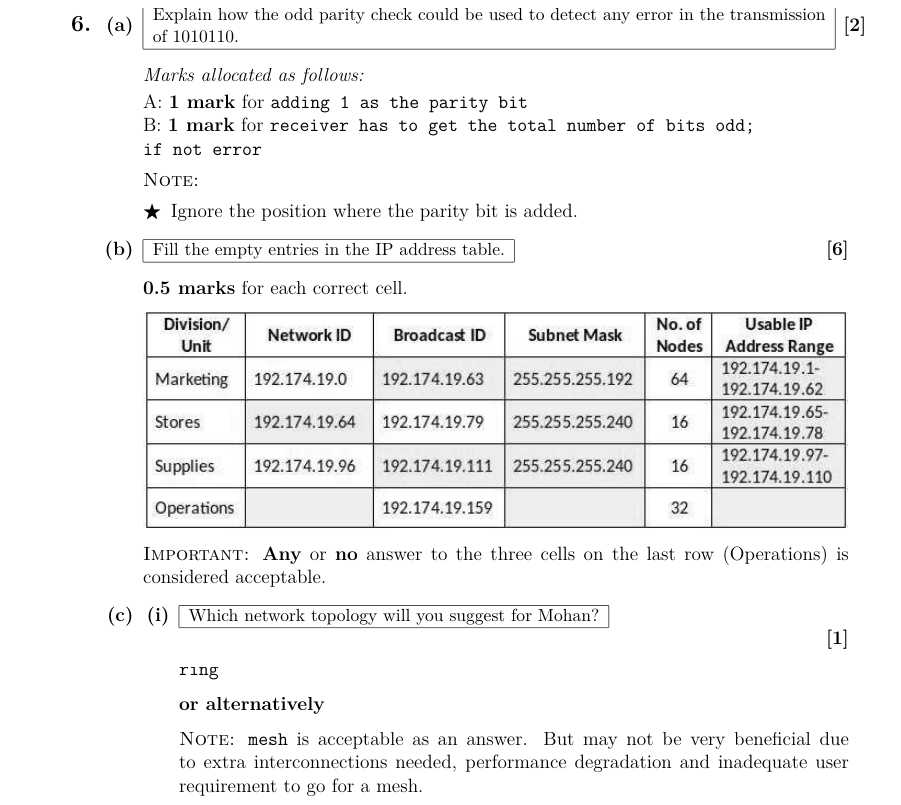 6. (a) Explain how the odd parity check could be used to detect any error in the transmission [2]
of 1010110.
Marks allocated as follows:
A: 1 mark for adding 1 as the parity bit
B: 1 mark for receiver has to get the total number of bits odd;
if not error
NOTE:
★ Ignore the position where the parity bit is added.
(b) Fill the empty entries in the IP address table. [6]
0.5 marks for each correct cell.
Division/ Unit Network ID Broadcast ID Subnet Mask No. of Nodes Usable IP Address Range
Marketing 192.174.19.0 192.174.19.63 255.255.255.192 64 192.174.19.1- 192.174.19.62
Stores 192.174.19.64 192.174.19.79 255.255.255.240 16 192.174.19.65- 192.174.19.78
Supplies 192.174.19.96 192.174.19.111 255.255.255.240 16 192.174.19.97- 192.174.19.110
Operations 192.174.19.159 32
IMPORTANT: Any or no answer to the three cells on the last row (Operations) is
considered acceptable.
(c) (i) Which network topology will you suggest for Mohan?
[1]
ring
or alternatively
NOTE: mesh is acceptable as an answer. But may not be very beneficial due
to extra interconnections needed, performance degradation and inadequate user
requirement to go for a mesh.